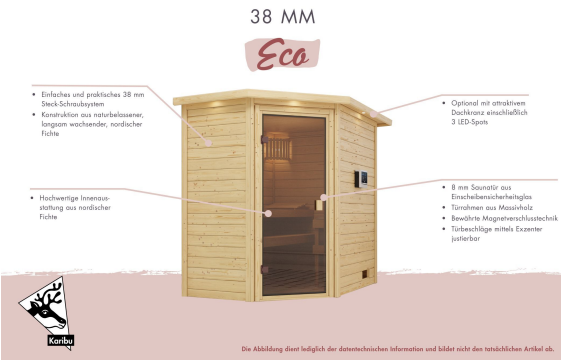 38 MM
Eco
• Einfaches und praktisches 38 mm
Steck-Schraubsystem
• Konstruktion aus naturbelassener,
langsam wachsender, nordischer
Fichte
• Optional mit attraktivem
Dachkranz einschließlich
3 LED-Spots
• Hochwertige Innenaus-
stattung aus nordischer
Fichte
• 8 mm Saunatür aus
Einscheibensicherheitsglas
• Türrahmen aus Massivholz
• Bewährte Magnetverschlusstechnik
• Türbeschläge mittels Exzenter
justierbar
Karibu
Die Abbildung dient lediglich der datentechnischen Information und bildet nicht den tatsächlichen Artikel ab.